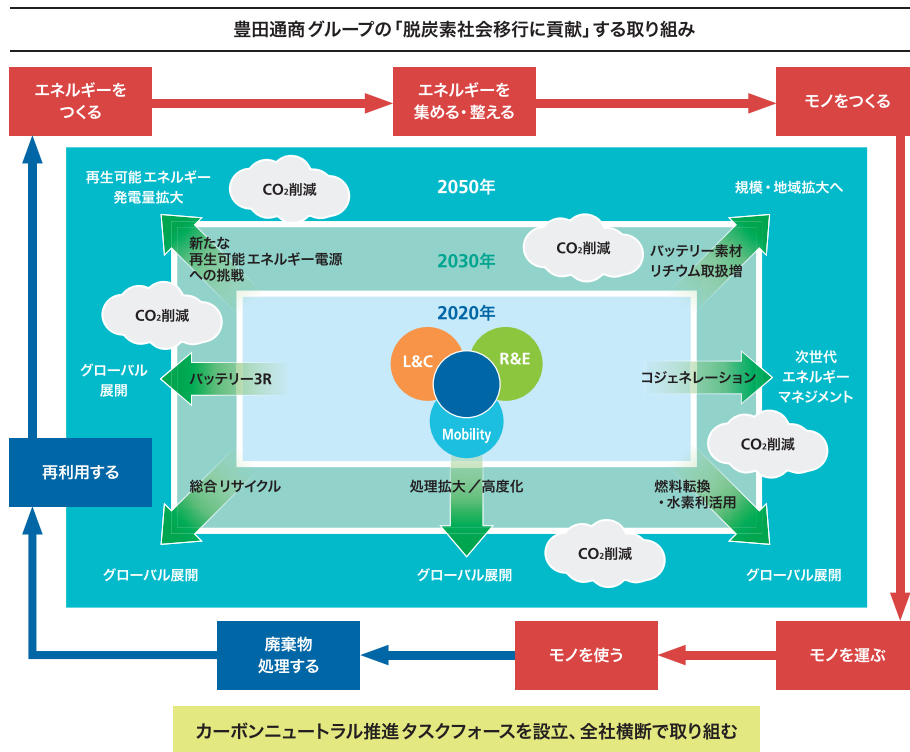 豊田通商グループの「脱炭素社会移行に貢献」する取り組み
エネルギーを
つくる
エネルギーを
集める・整える
モノをつくる
再生可能エネルギー
発電量拡大
CO₂削減
2050年
規模・地域拡大へ
新たな
再生可能エネルギー電源
への挑戦
2030年
CO₂削減
バッテリー素材
リチウム取扱増
CO₂削減
2020年
L&C
R&E
Mobility
グローバル
展開
バッテリー3R
コジェネレーション
次世代
エネルギー
マネジメント
CO₂削減
再利用する
総合リサイクル
処理拡大／高度化
燃料転換
・水素利活用
CO₂削減
グローバル展開
グローバル展開
グローバル展開
廃棄物
処理する
モノを使う
モノを運ぶ
カーボンニュートラル推進タスクフォースを設立、全社横断で取り組む